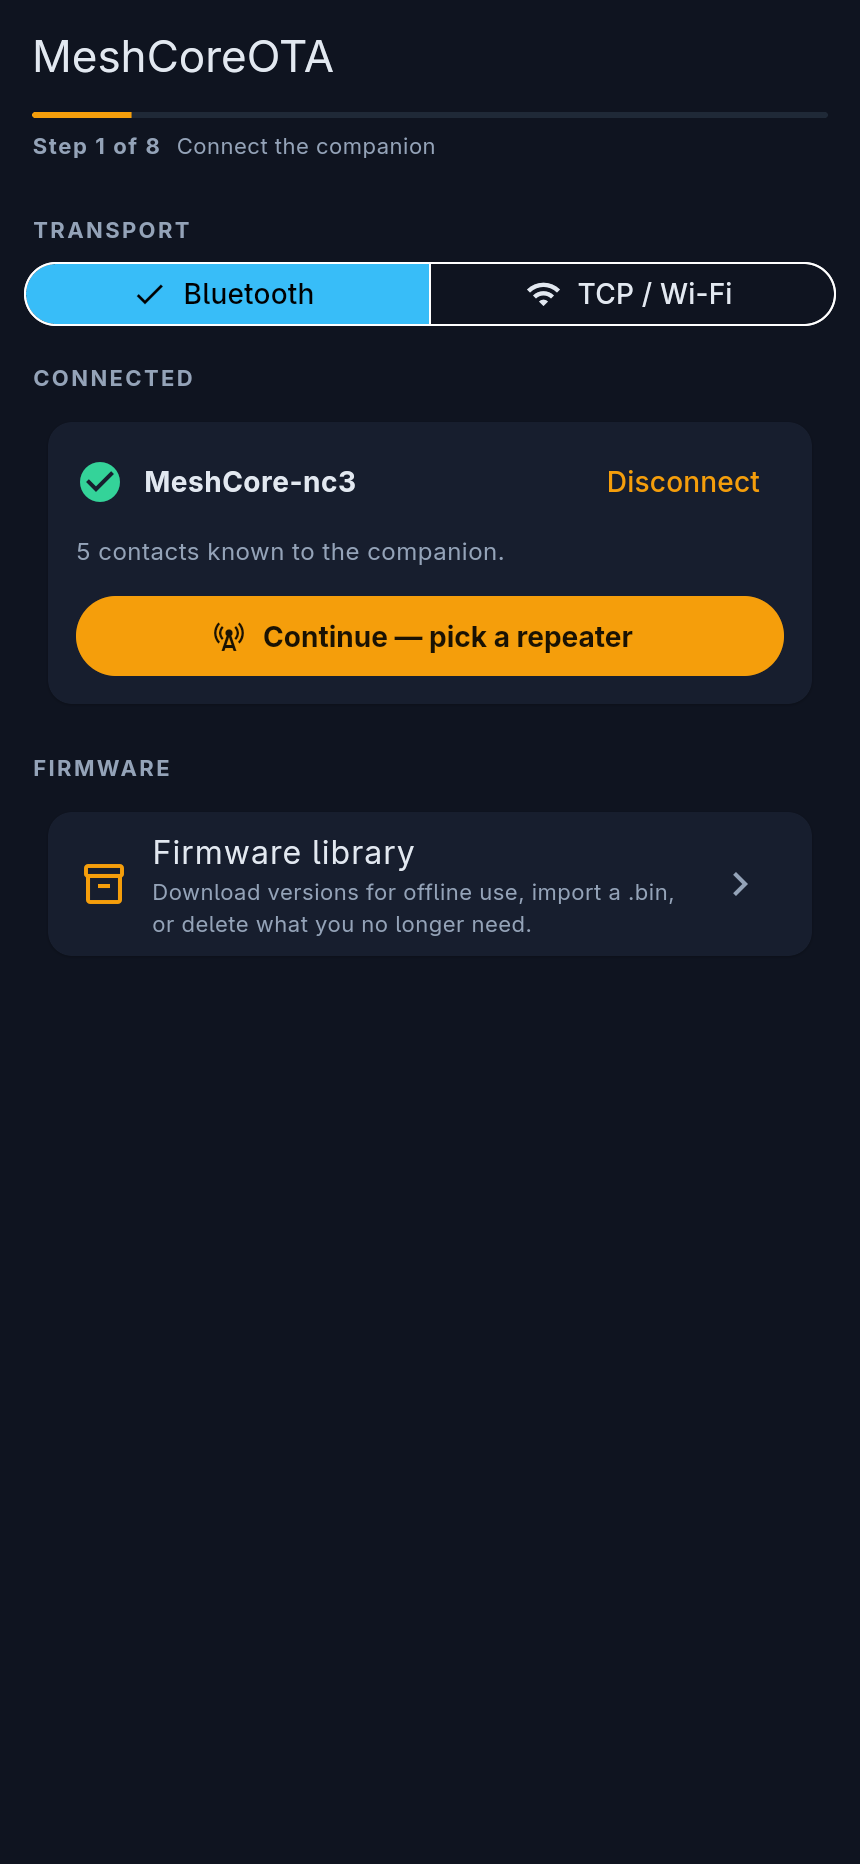 MeshCoreOTA
Step 1 of 8 Connect the companion
TRANSPORT
Bluetooth
TCP / Wi-Fi
CONNECTED
MeshCore-nc3
Disconnect
5 contacts known to the companion.
Continue — pick a repeater
FIRMWARE
Firmware library
Download versions for offline use, import a .bin,
or delete what you no longer need.